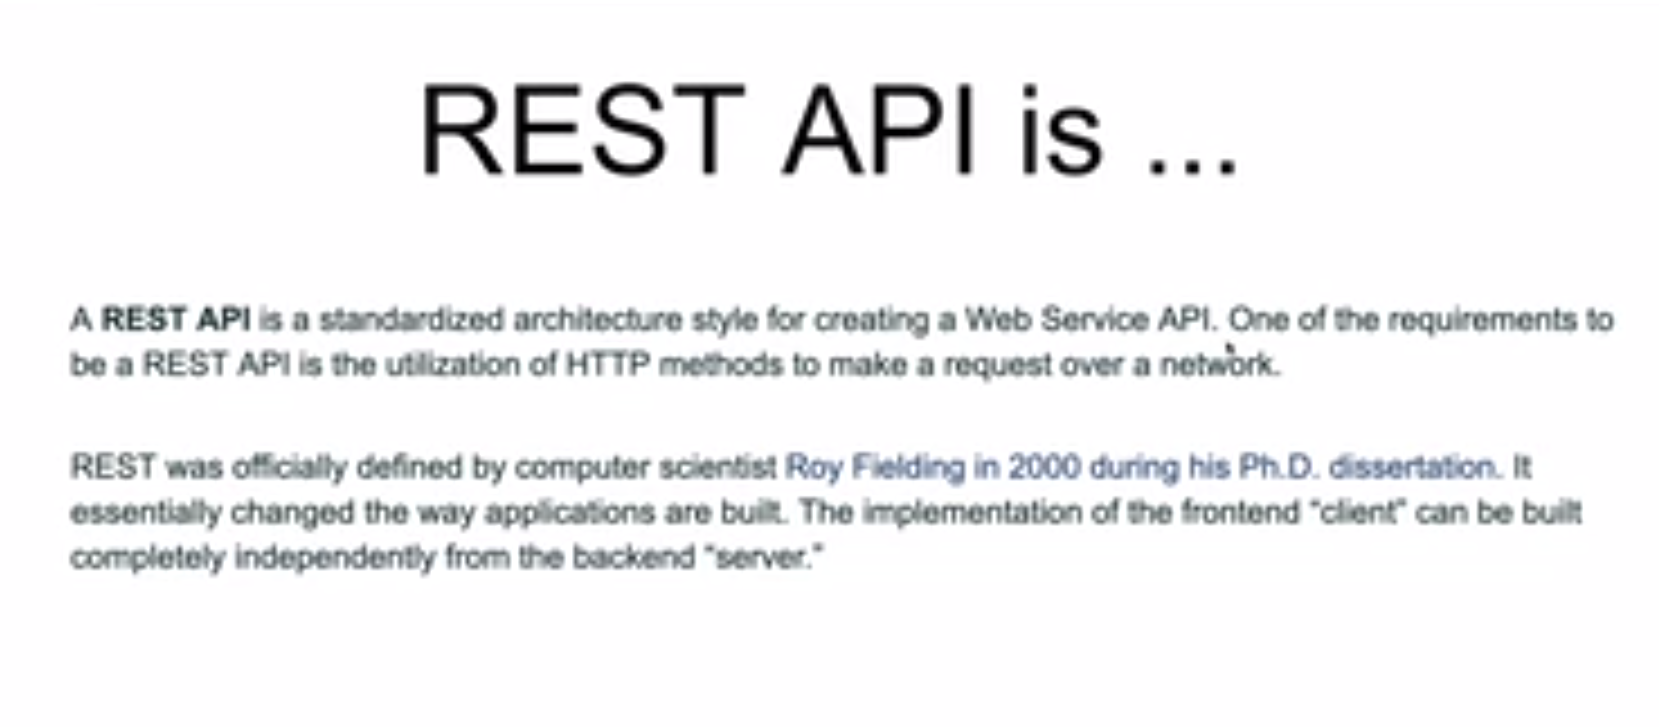 REST API is ...
A REST API is a standardized architecture style for creating a Web Service API. One of the requirements to
be a REST API is the utilization of HTTP methods to make a request over a network.
REST was officially defined by computer scientist Roy Fielding in 2000 during his Ph.D. dissertation. It
essentially changed the way applications are built. The implementation of the frontend “client” can be built
completely independently from the backend “server.”